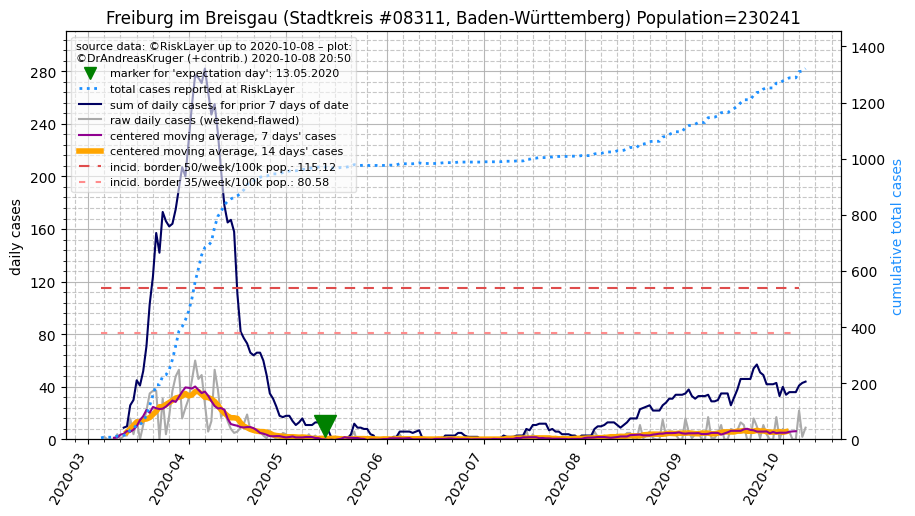 Freiburg im Breisgau (Stadtkreis #08311, Baden-Württemberg) Population=230241
source data: ©RiskLayer up to 2020-10-08 – plot:
©DrAndreasKruger (+contrib.) 2020-10-08 20:50
marker for 'expectation day': 13.05.2020
total cases reported at RiskLayer
sum of daily cases, for prior 7 days of date
raw daily cases (weekend-flawed)
centered moving average, 7 days' cases
centered moving average, 14 days' cases
incid. border 50/week/100k pop.: 115.12
incid. border 35/week/100k pop.: 80.58
daily cases
280
240
200
160
120
80
40
0
cumulative total cases
1400
1200
1000
800
600
400
200
0
2020-03
2020-04
2020-05
2020-06
2020-07
2020-08
2020-09
2020-10